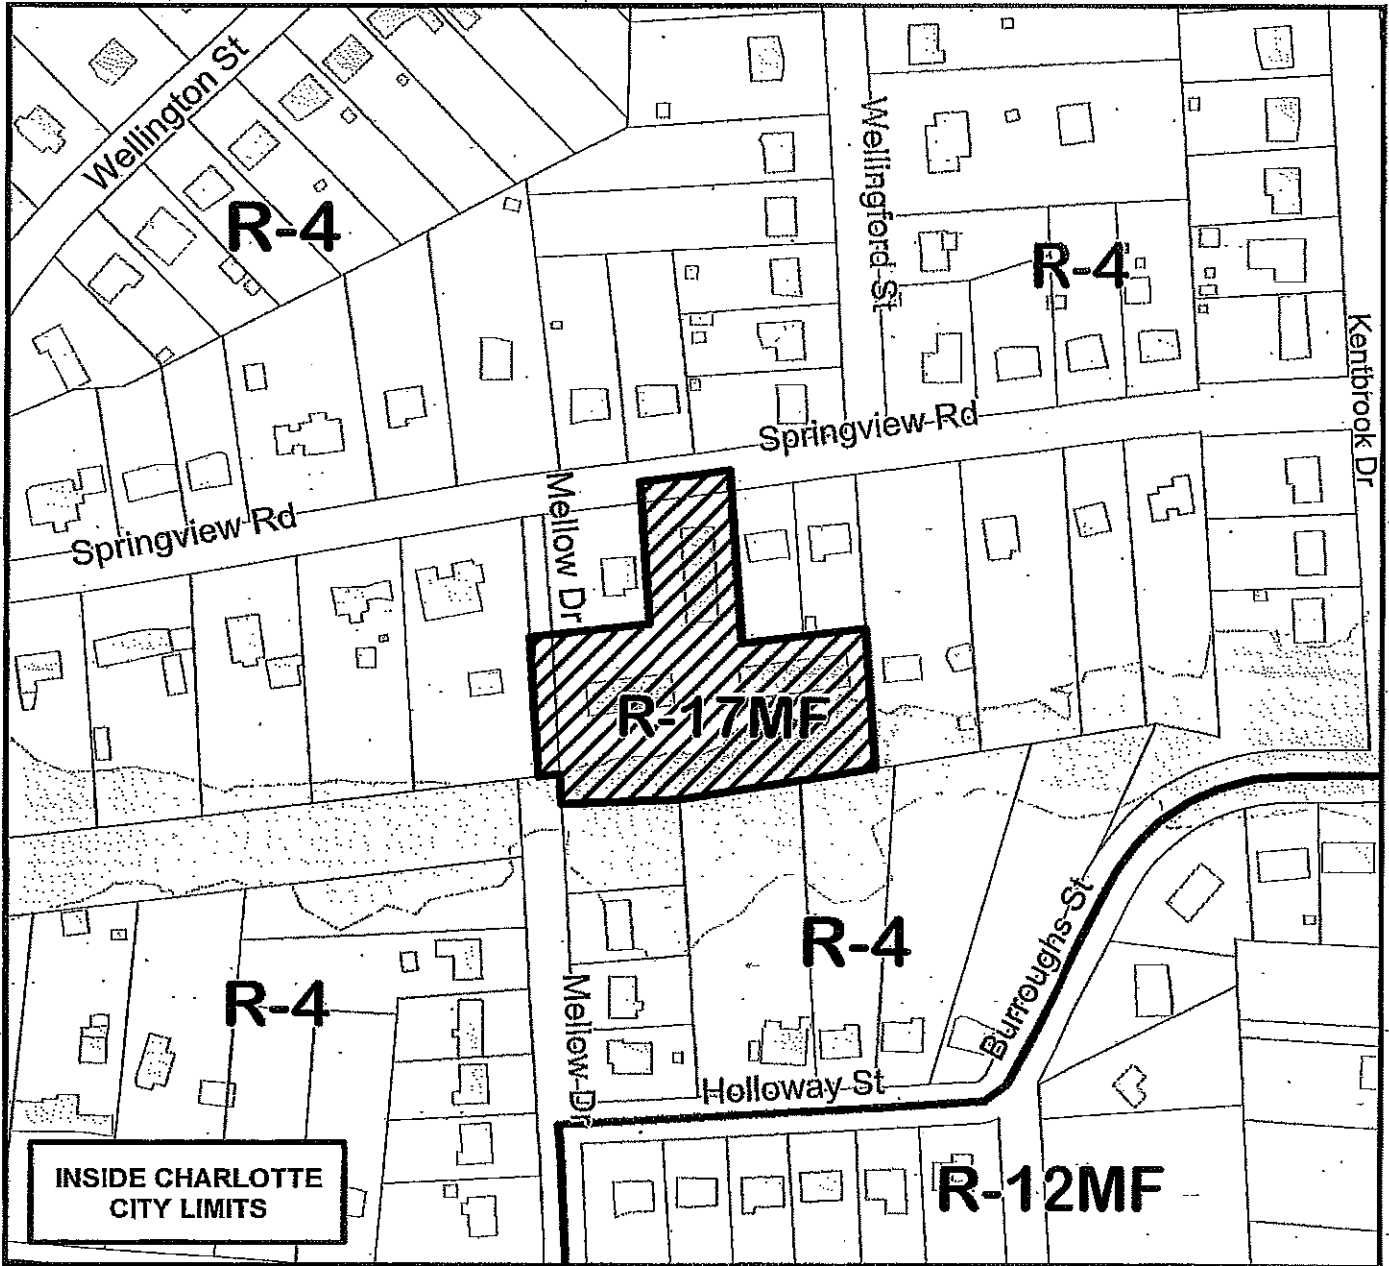 Wellington St
R-4
Wellingford St
R-4
Kentbrook Dr
Springview Rd
Springview Rd
Mellow Dr
R-17MF
R-4
Burroughs St
R-4
Mellow Dr
Holloway St
INSIDE CHARLOTTE
CITY LIMITS
R-12MF